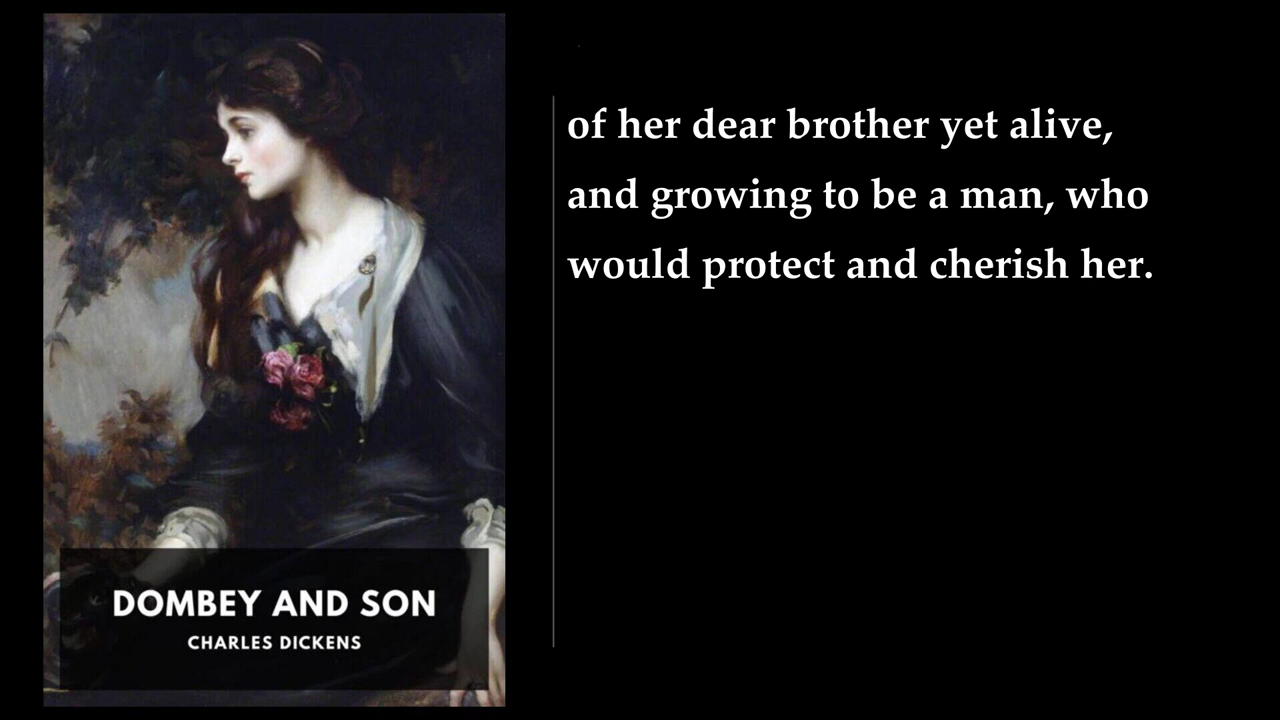 of her dear brother yet alive,
and growing to be a man, who
would protect and cherish her.
DOMBEY AND SON
CHARLES DICKENS